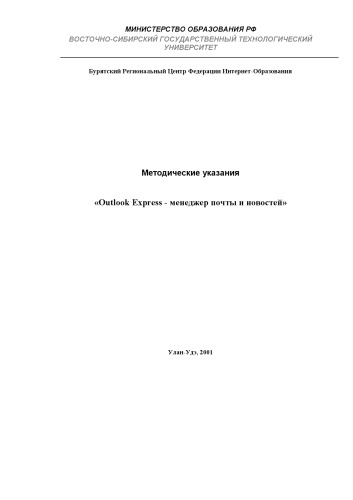 МИНИСТЕРСТВО ОБРАЗОВАНИЯ РФ
ВОСТОЧНО-СИБИРСКИЙ ГОСУДАРСТВЕННЫЙ ТЕХНОЛОГИЧЕСКИЙ
УНИВЕРСИТЕТ
Бурятский Региональный Центр Федерации Интернет-Образования
Методические указания
«Outlook Express - менеджер почты и новостей»
Улан-Удэ, 2001